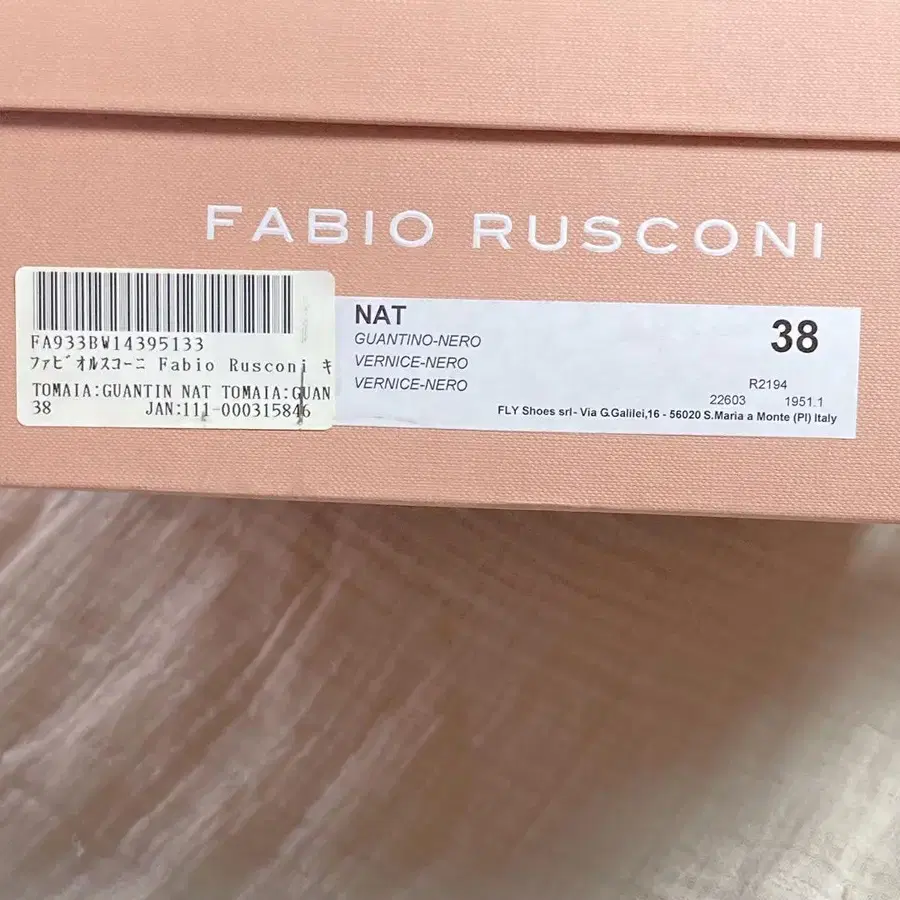 FABIO RUSCONI
FA933BW14395133
ファビオルスコーニ Fabio Rusconi キ
TOMAIA:GUANTIN NAT TOMAIA:GUAN
38 JAN:111-000315846
NAT
38
GUANTINO-NERO
VERNICE-NERO
VERNICE-NERO
R2194
22603 1951.1
FLY Shoes srl- Via G.Galilei,16 - 56020 S.Maria a Monte (PI) Italy